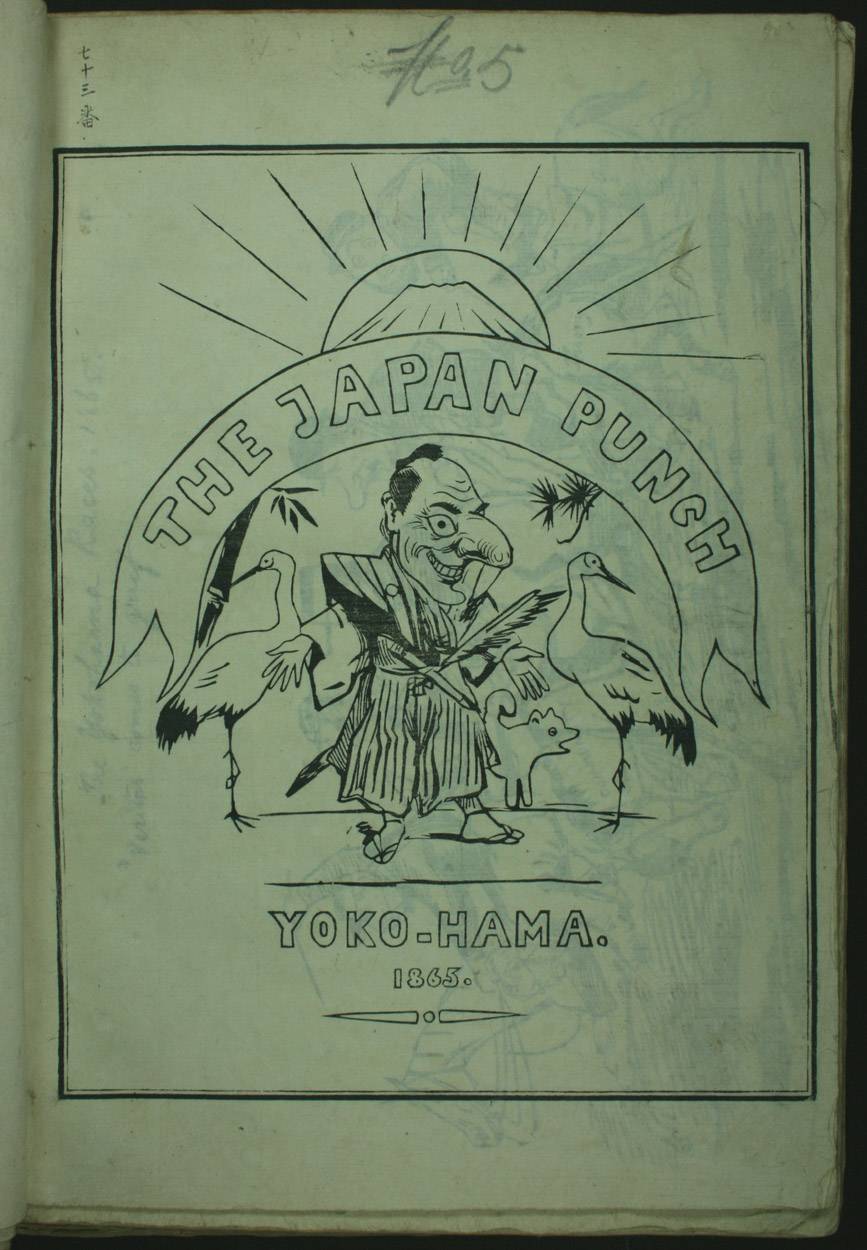 No. 5
七十三番
THE JAPAN PUNCH
YOKO-HAMA.
1865.